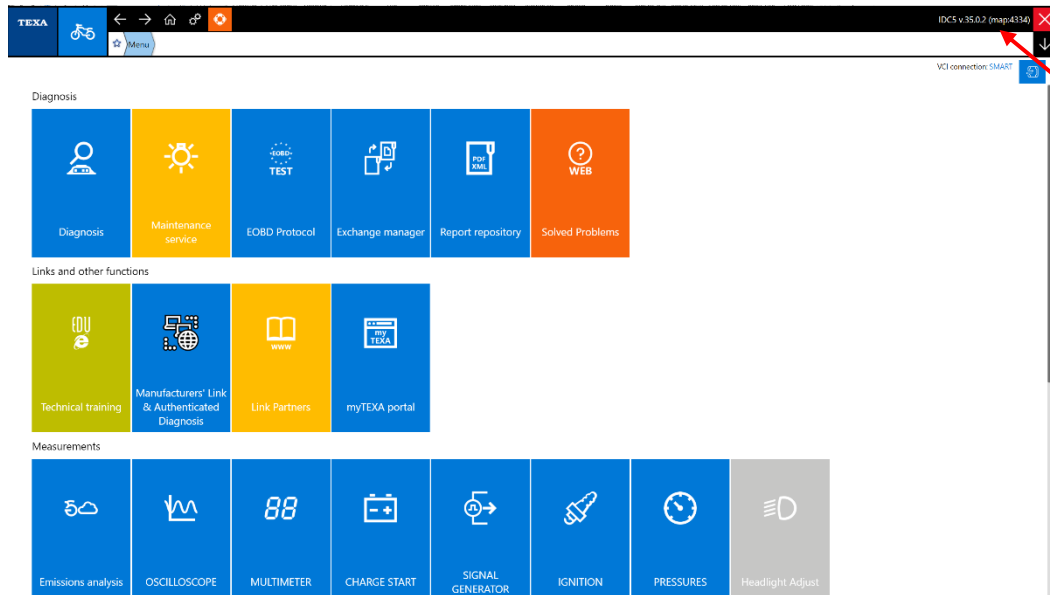 TEXA
IDC5 v.35.0.2 (map:4334)
Menu
VCI connection: SMART
Diagnosis
EOBD
TEST
PDF
XML
?
WEB
Diagnosis
Maintenance
service
EOBD Protocol
Exchange manager
Report repository
Solved Problems
Links and other functions
EDU
e
www
my
TEXA
Technical training
Manufacturers' Link
& Authenticated
Diagnosis
Link Partners
myTEXA portal
Measurements
88
Emissions analysis
OSCILLOSCOPE
MULTIMETER
CHARGE START
SIGNAL
GENERATOR
IGNITION
PRESSURES
Headlight Adjust